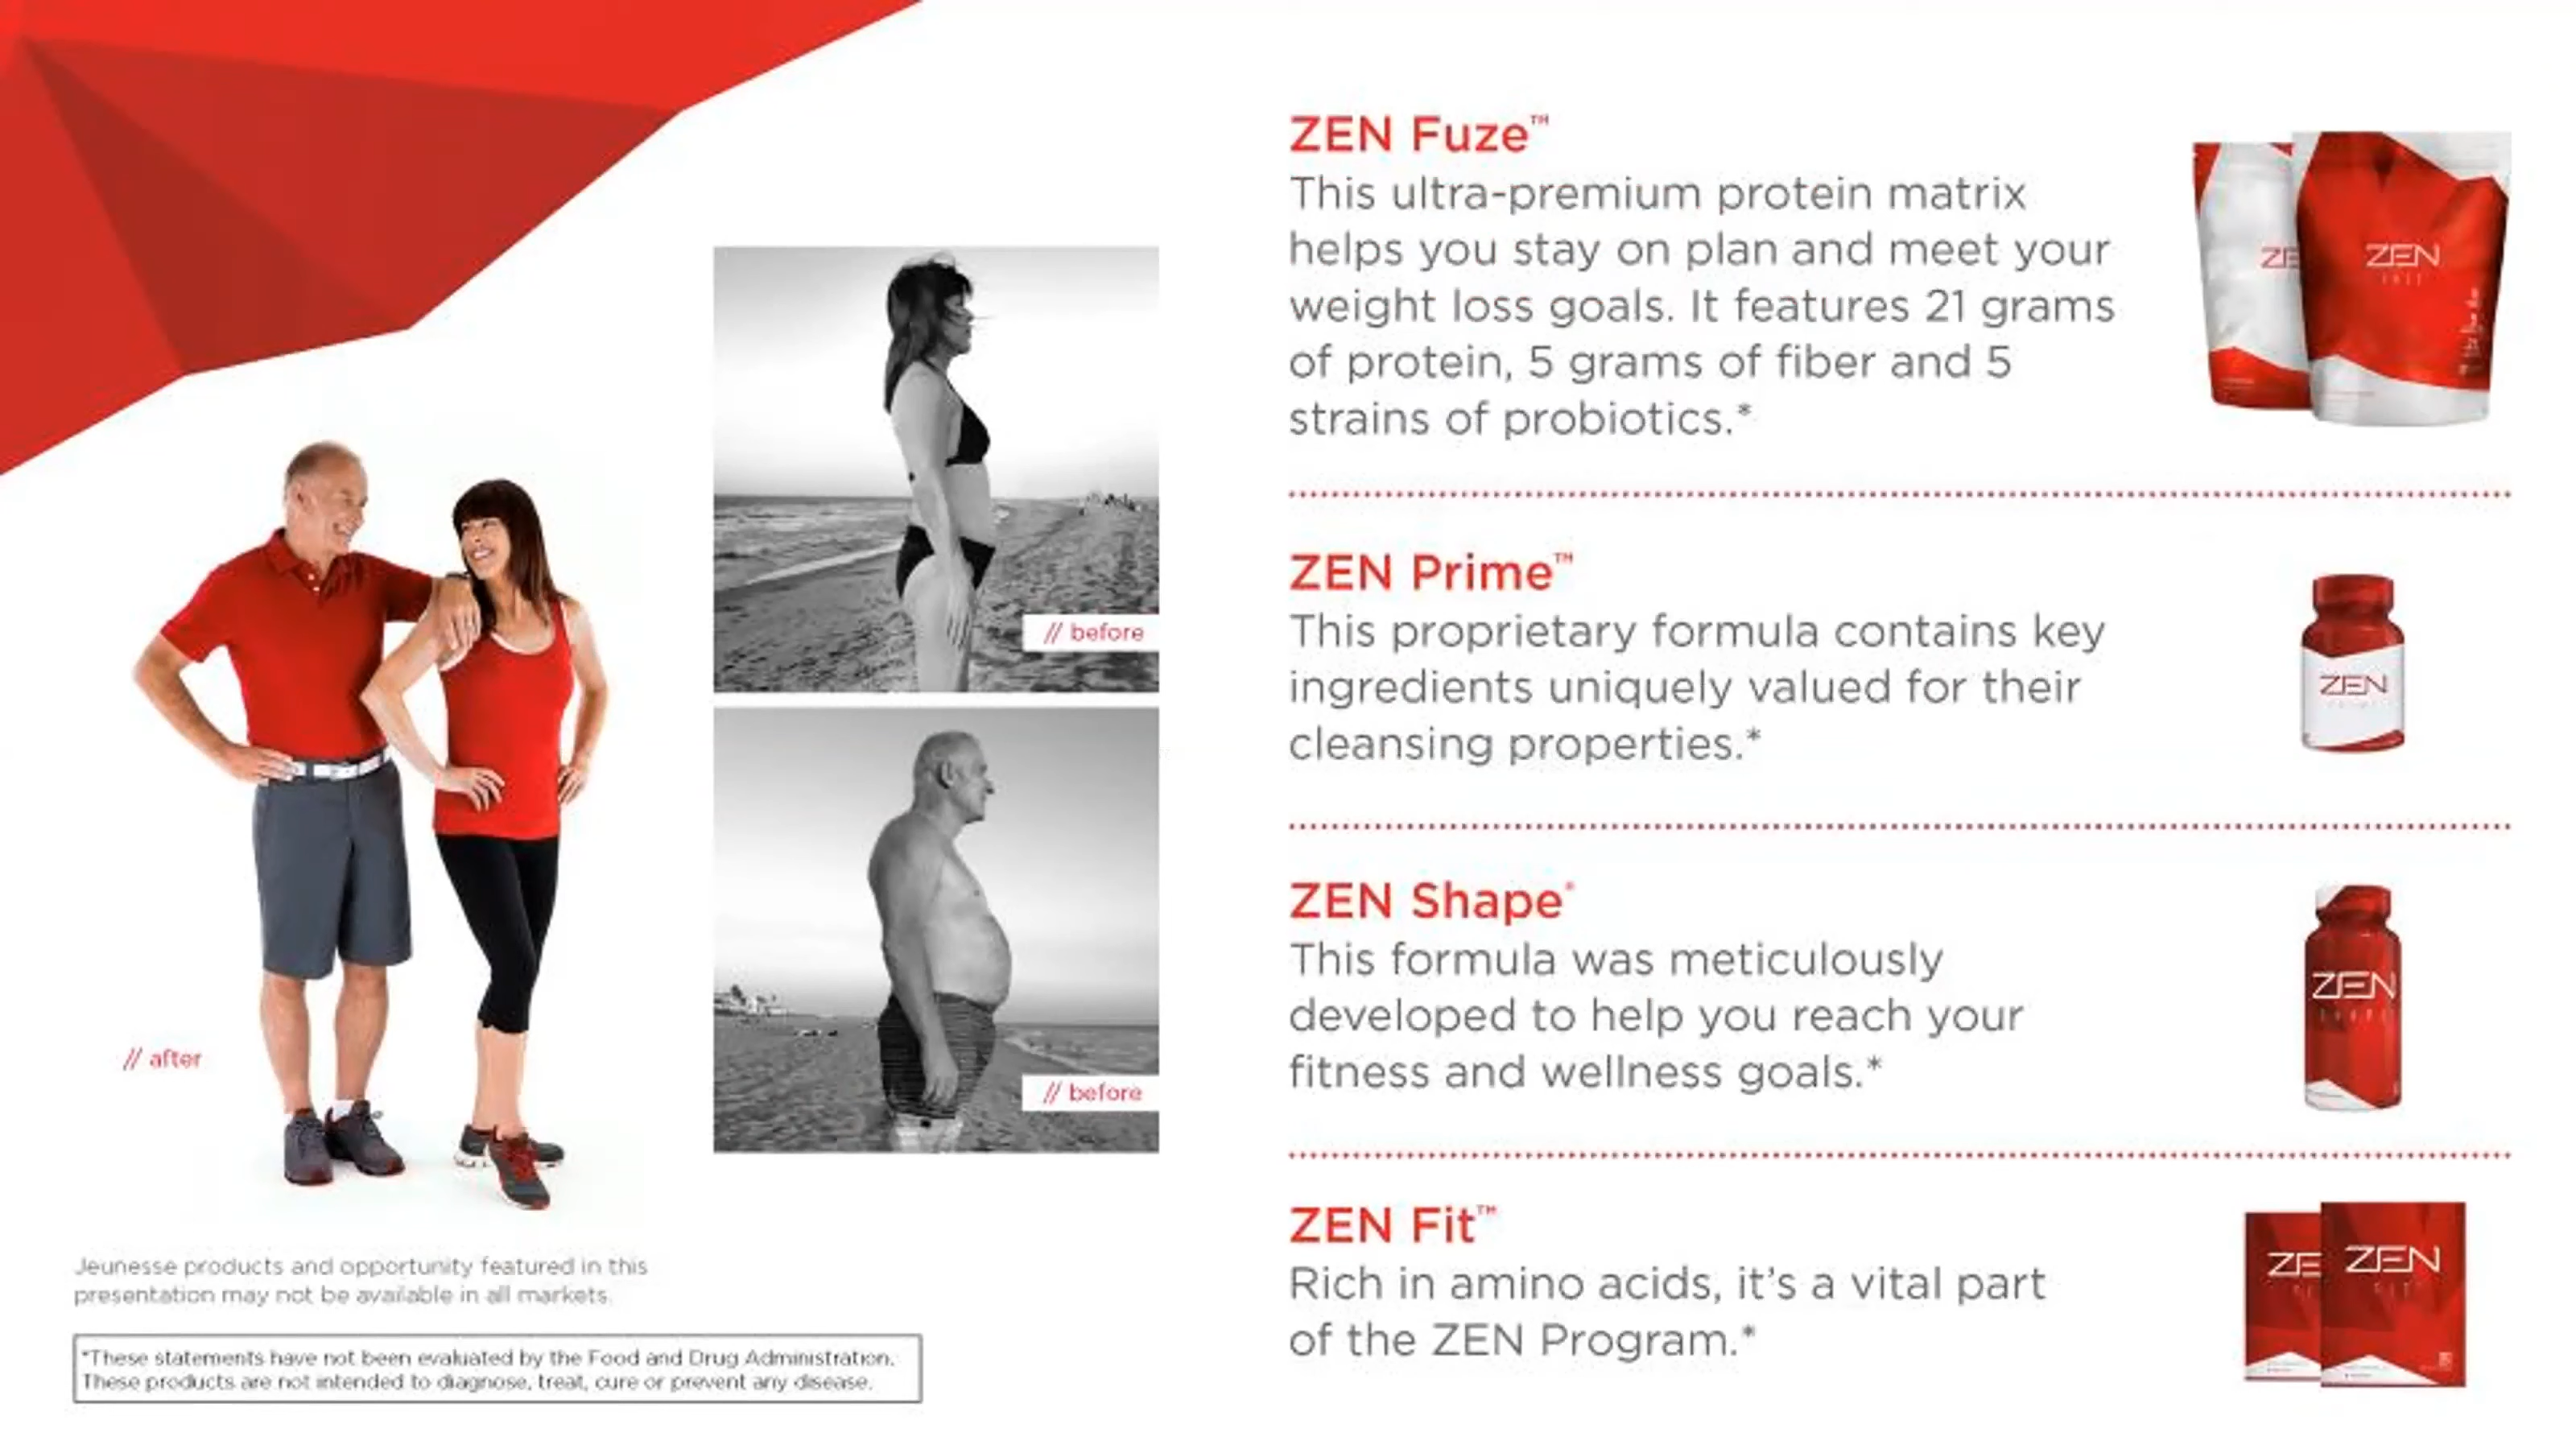 ZEN Fuze™
This ultra-premium protein matrix
helps you stay on plan and meet your
weight loss goals. It features 21 grams
of protein, 5 grams of fiber and 5
strains of probiotics.*
ZE
ZEN
ZEN Prime™
This proprietary formula contains key
ingredients uniquely valued for their
cleansing properties.*
ZEN
ZEN Shape®
This formula was meticulously
developed to help you reach your
fitness and wellness goals.*
ZEN
ZEN Fit™
Rich in amino acids, it's a vital part
of the ZEN Program.*
ZE
ZEN
FIT
// before
// before
// after
Jeunesse products and opportunity featured in this
presentation may not be available in all markets.
*These statements have not been evaluated by the Food and Drug Administration.
These products are not intended to diagnose, treat, cure or prevent any disease.